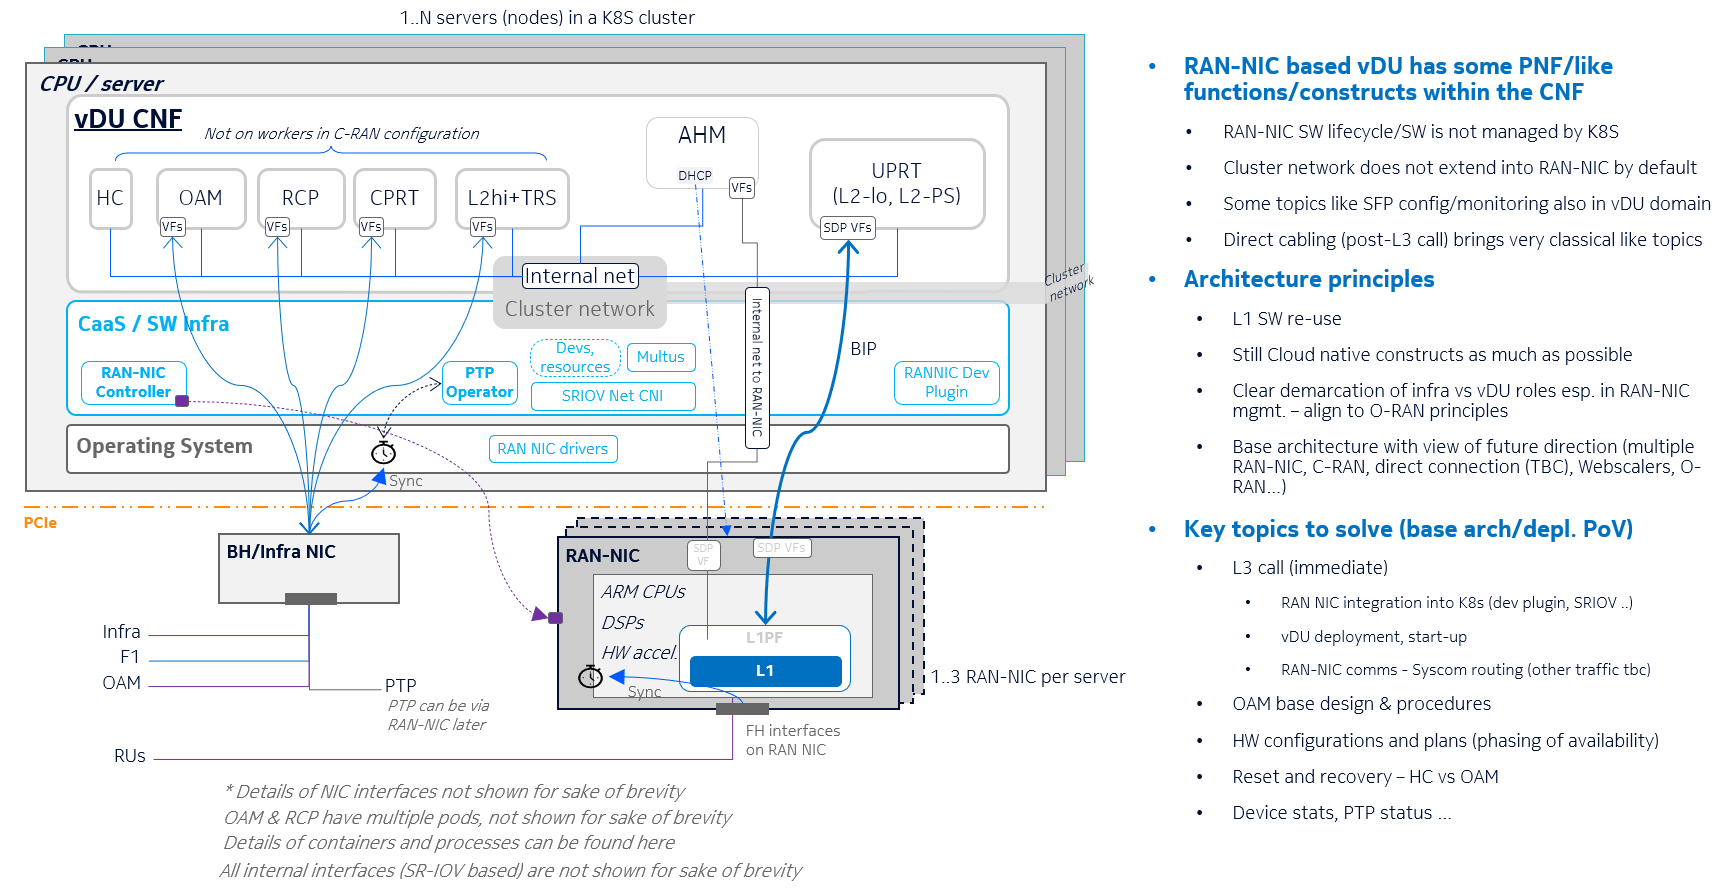 1..N servers (nodes) in a K8S cluster
CPU
CPU
CPU / server
vDU CNF
Not on workers in C-RAN configuration
HC
OAM
VFs
RCP
VFs
CPRT
VFs
L2hi+TRS
VFs
AHM
DHCP
VFs
UPRT
(L2-lo, L2-PS)
SDP VFs
Internal net
Cluster network
Cluster
network
CaaS / SW Infra
RAN-NIC
Controller
PTP
Operator
Devs,
resources
Multus
SRIOV Net CNI
Internal net to RAN-NIC
BIP
RANNIC Dev
Plugin
Operating System
RAN NIC drivers
Sync
PCIe
BH/Infra NIC
Infra
F1
OAM
PTP
PTP can be via
RAN-NIC later
RUs
RAN-NIC
SDP
VF
SDP VFs
ARM CPUs
DSPs
HW accel.
L1PF
L1
Sync
1..3 RAN-NIC per server
FH interfaces
on RAN NIC
* Details of NIC interfaces not shown for sake of brevity
OAM & RCP have multiple pods, not shown for sake of brevity
Details of containers and processes can be found here
All internal interfaces (SR-IOV based) are not shown for sake of brevity
• RAN-NIC based vDU has some PNF/like
functions/constructs within the CNF
• RAN-NIC SW lifecycle/SW is not managed by K8S
• Cluster network does not extend into RAN-NIC by default
• Some topics like SFP config/monitoring also in vDU domain
• Direct cabling (post-L3 call) brings very classical like topics
• Architecture principles
• L1 SW re-use
• Still Cloud native constructs as much as possible
• Clear demarcation of infra vs vDU roles esp. in RAN-NIC
mgmt. – align to O-RAN principles
• Base architecture with view of future direction (multiple
RAN-NIC, C-RAN, direct connection (TBC), Webscalers, O-
RAN…)
• Key topics to solve (base arch/depl. PoV)
• L3 call (immediate)
• RAN NIC integration into K8s (dev plugin, SRIOV ..)
• vDU deployment, start-up
• RAN-NIC comms - Syscom routing (other traffic tbc)
• OAM base design & procedures
• HW configurations and plans (phasing of availability)
• Reset and recovery – HC vs OAM
• Device stats, PTP status …